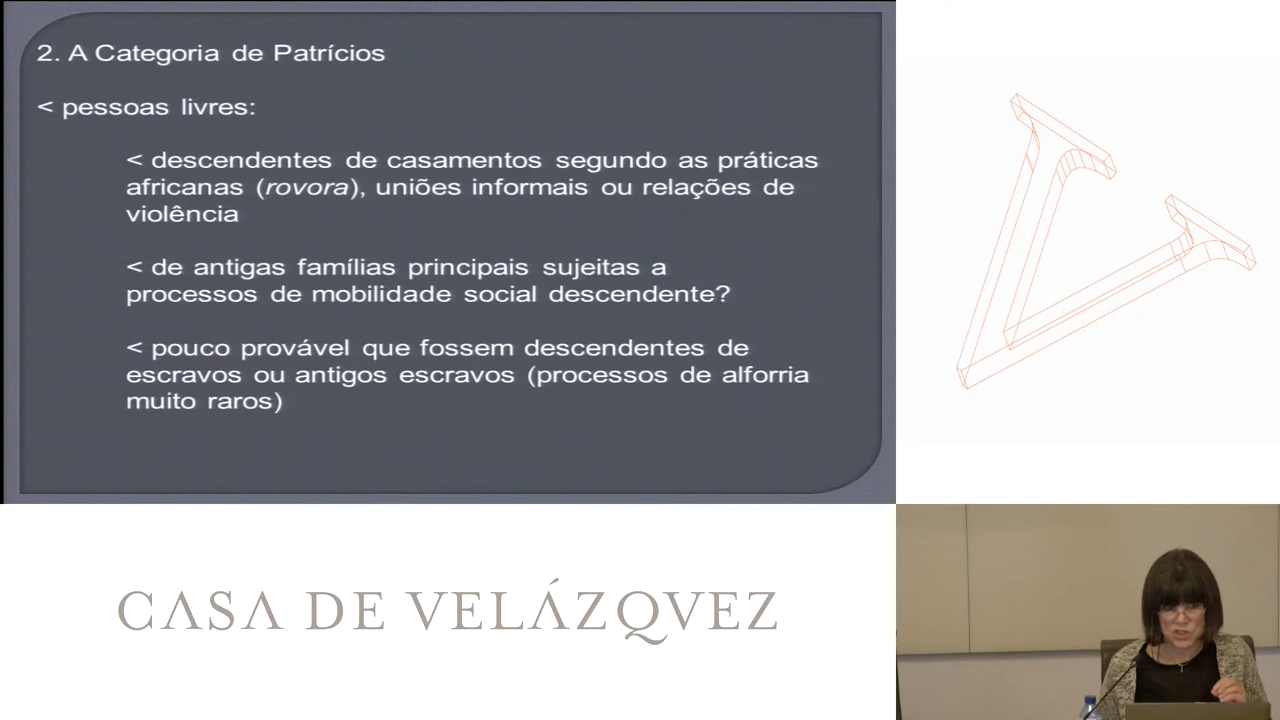 2. A Categoria de Patrícios
< pessoas livres:
< descendentes de casamentos segundo as práticas
africanas (rovora), uniões informais ou relações de
violência
< de antigas famílias principais sujeitas a
processos de mobilidade social descendente?
< pouco provável que fossem descendentes de
escravos ou antigos escravos (processos de alforria
muito raros)
CASA DE VELÁZQVEZ